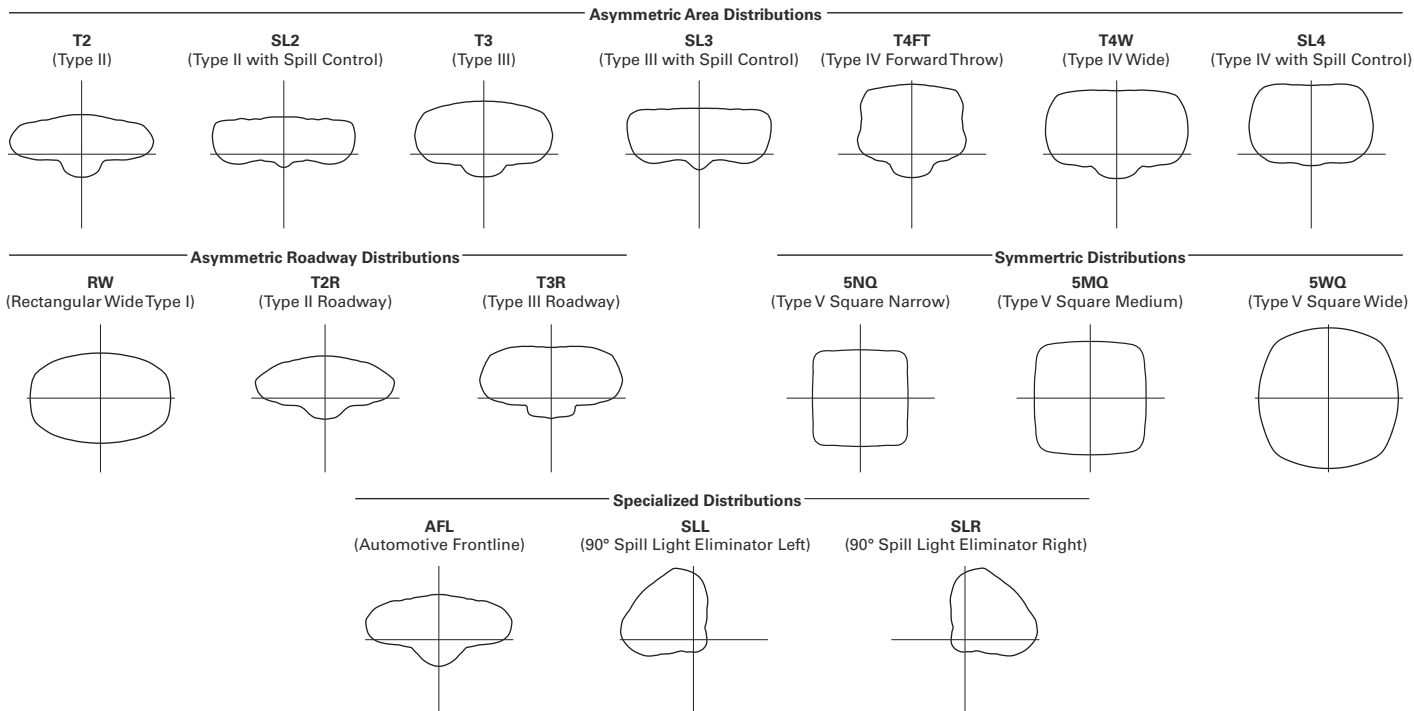 Asymmetric Area Distributions
T2
(Type II)
SL2
(Type II with Spill Control)
T3
(Type III)
SL3
(Type III with Spill Control)
T4FT
(Type IV Forward Throw)
T4W
(Type IV Wide)
SL4
(Type IV with Spill Control)
Asymmetric Roadway Distributions
RW
(Rectangular Wide Type I)
T2R
(Type II Roadway)
T3R
(Type III Roadway)
Symmertric Distributions
5NQ
(Type V Square Narrow)
5MQ
(Type V Square Medium)
5WQ
(Type V Square Wide)
Specialized Distributions
AFL
(Automotive Frontline)
SLL
(90° Spill Light Eliminator Left)
SLR
(90° Spill Light Eliminator Right)